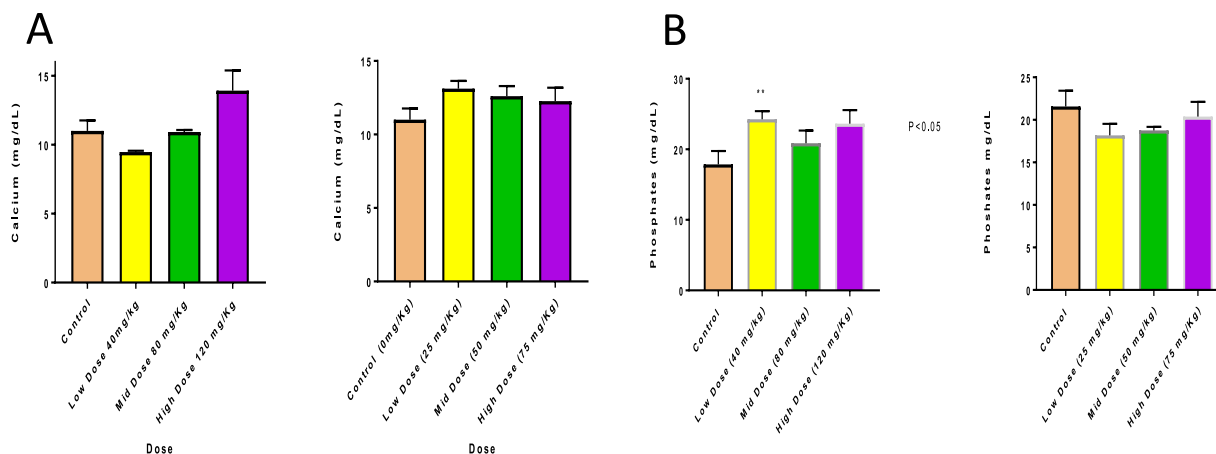 A
Calcium (mg/dL)
15
10
5
0
Control
Low Dose 40mg/kg
Mid Dose 80 mg/Kg
High Dose 120 mg/Kg
Dose
Calcium (mg/dL)
15
10
5
0
Control (0mg/Kg)
Low Dose (25 mg/Kg)
Mid Dose (50 mg/kg)
High Dose (75 mg/Kg)
Dose
B
Phosphates (mg/dL)
30
20
10
0
**
Control
Low Dose (40 mg/kg)
Mid Dose (80 mg/kg)
High Dose (120 mg/Kg)
P<0.05
Phoshates mg/dL
25
20
15
10
5
0
Control
Low Dose (25 mg/Kg)
Mid Dose (50 mg/Kg)
High Dose (75 mg/Kg)